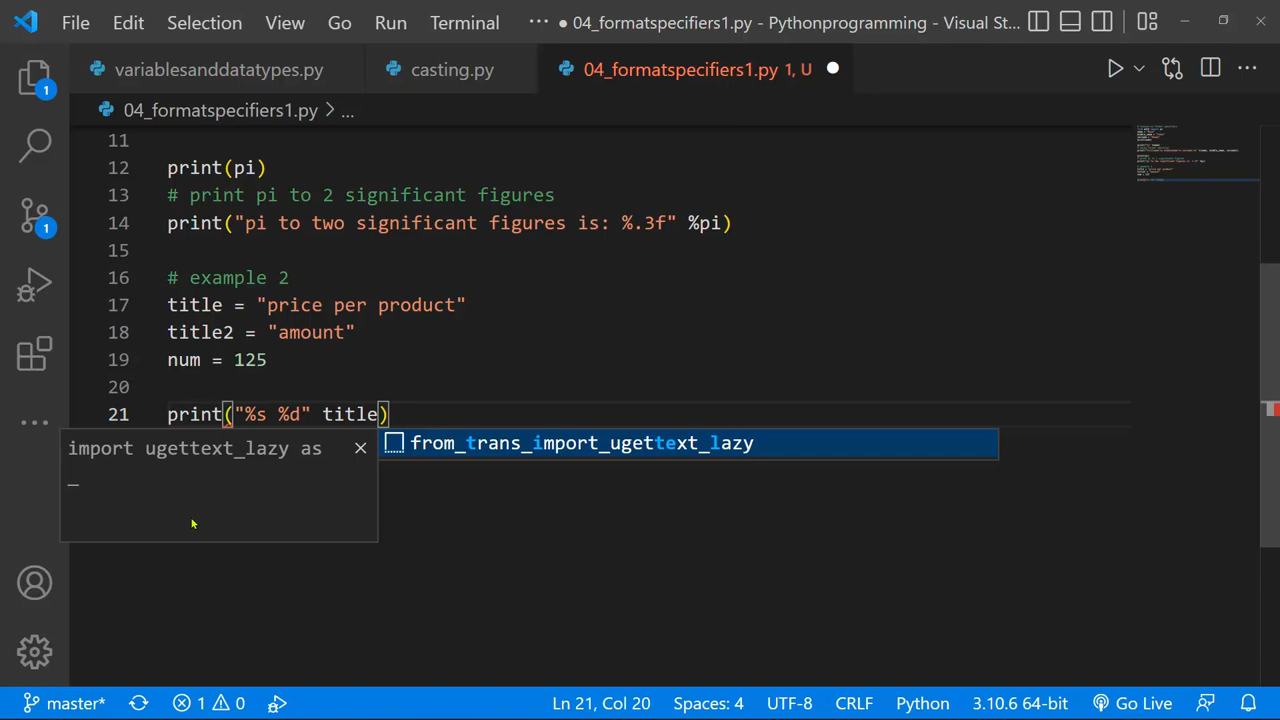 File Edit Selection View Go Run Terminal ··· ● 04_formatspecifiers1.py - Pythonprogramming - Visual St...
variablesanddatatypes.py casting.py 04_formatspecifiers1.py 1, U
04_formatspecifiers1.py > ...
1
1
11
12 print(pi)
13 # print pi to 2 significant figures
14 print("pi to two significant figures is: %.3f" %pi)
15
16 # example 2
17 title = "price per product"
18 title2 = "amount"
19 num = 125
20
21 print("%s %d" title)
import ugettext_lazy as
_
from_trans_import_ugettext_lazy
master* 1 0 Ln 21, Col 20 Spaces: 4 UTF-8 CRLF Python 3.10.6 64-bit Go Live